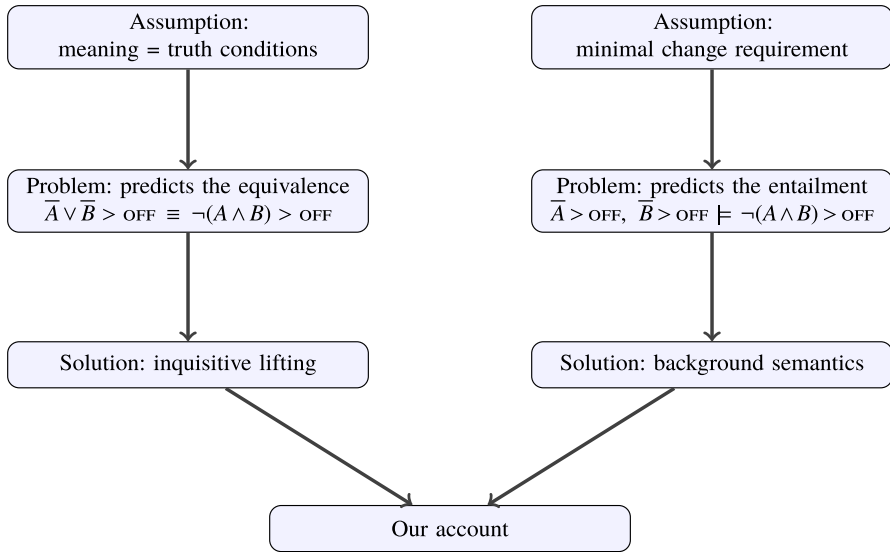 Assumption:
meaning = truth conditions
Assumption:
minimal change requirement
Problem: predicts the equivalence
A̅ ∨ B̅ > OFF ≡ ¬(A ∧ B) > OFF
Problem: predicts the entailment
A̅ > OFF, B̅ > OFF ⊨ ¬(A ∧ B) > OFF
Solution: inquisitive lifting
Solution: background semantics
Our account